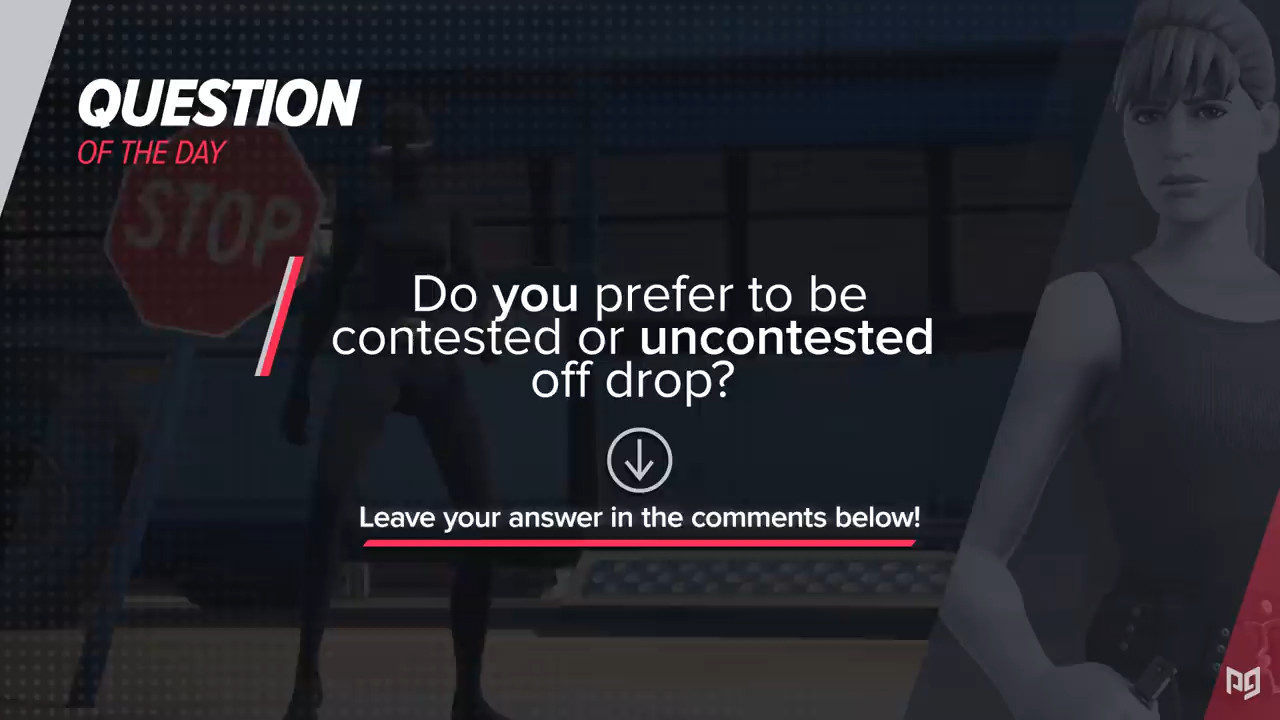 QUESTION
OF THE DAY
STOP
Do you prefer to be
contested or uncontested
off drop?
Leave your answer in the comments below!
pg